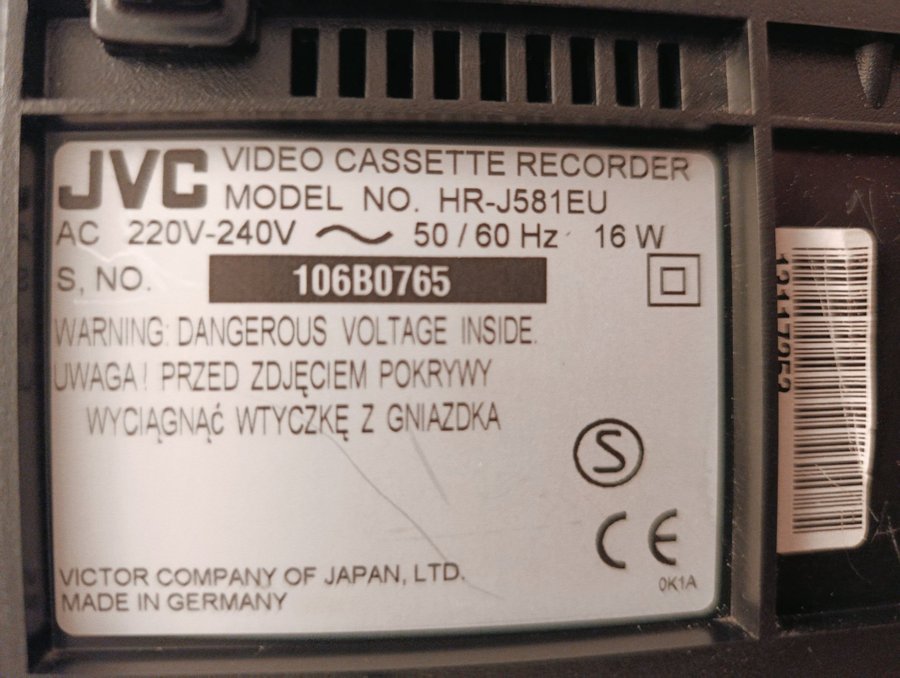 JVC VIDEO CASSETTE RECORDER
MODEL NO. HR-J581EU
AC 220V-240V ~ 50 / 60 Hz 16 W
S, NO. 106B0765
WARNING: DANGEROUS VOLTAGE INSIDE.
UWAGA! PRZED ZDJĘCIEM POKRYWY
WYCIĄGNĄĆ WTYCZKĘ Z GNIAZDKA
S
CE
VICTOR COMPANY OF JAPAN, LTD.
0K1A
MADE IN GERMANY